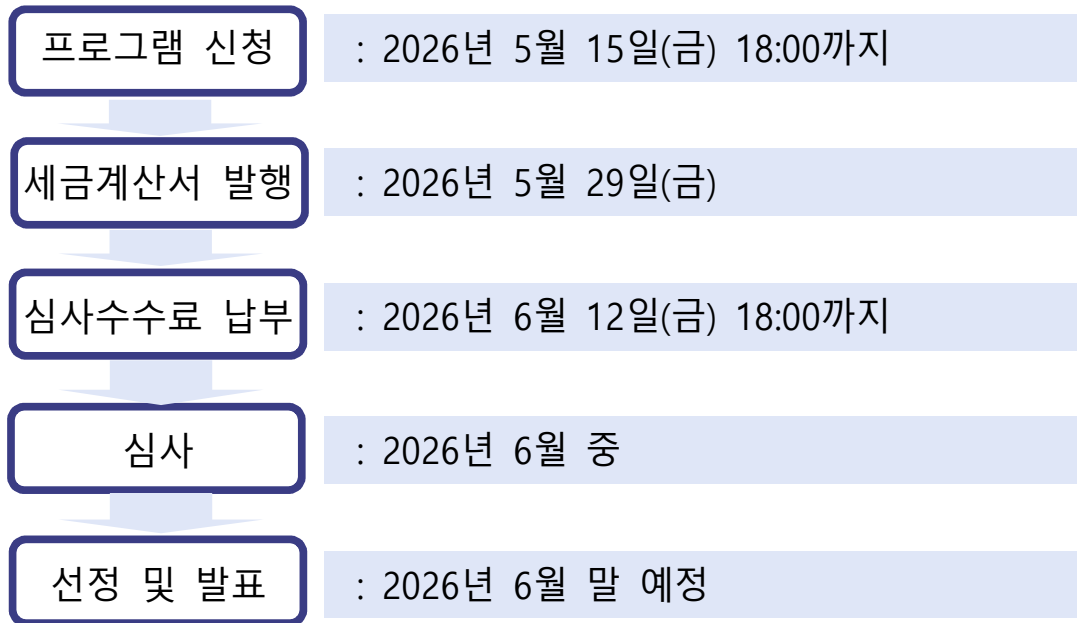 프로그램 신청 : 2026년 5월 15일(금) 18:00까지
세금계산서 발행 : 2026년 5월 29일(금)
심사수수료 납부 : 2026년 6월 12일(금) 18:00까지
심사 : 2026년 6월 중
선정 및 발표 : 2026년 6월 말 예정